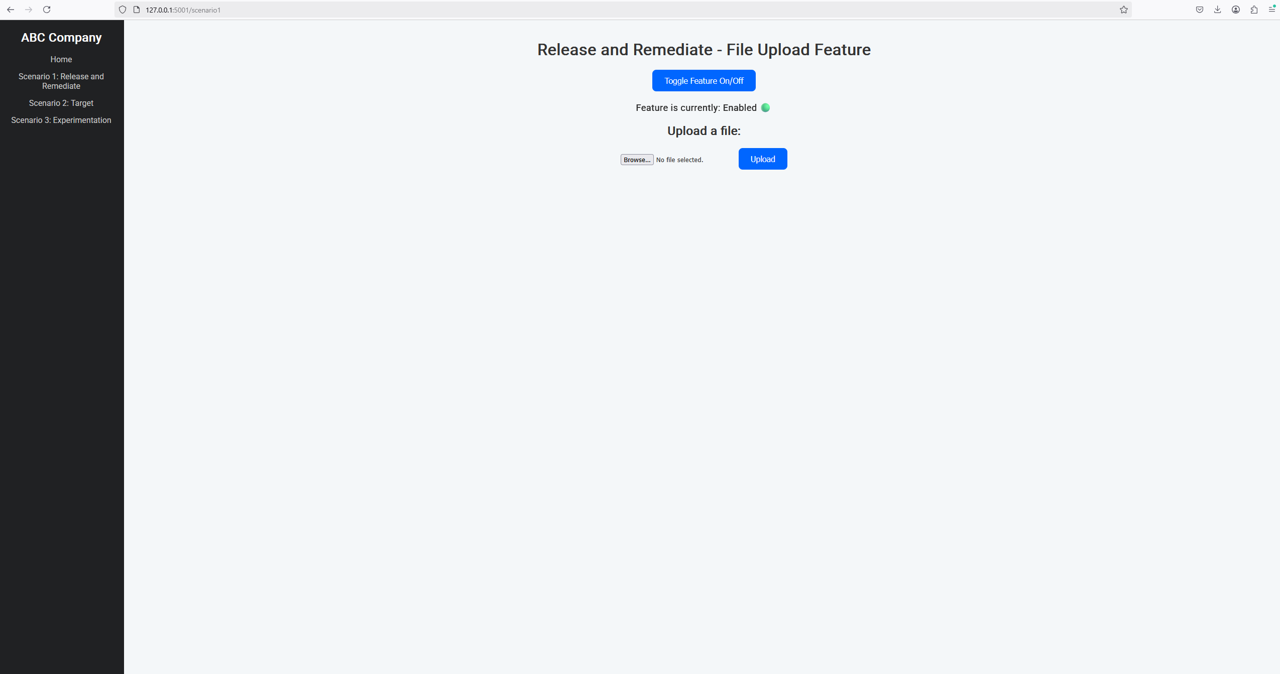 127.0.0.1:5001/scenario1
ABC Company
Home
Scenario 1: Release and
Remediate
Scenario 2: Target
Scenario 3: Experimentation
Release and Remediate - File Upload Feature
Toggle Feature On/Off
Feature is currently: Enabled
Upload a file:
Browse... No file selected. Upload